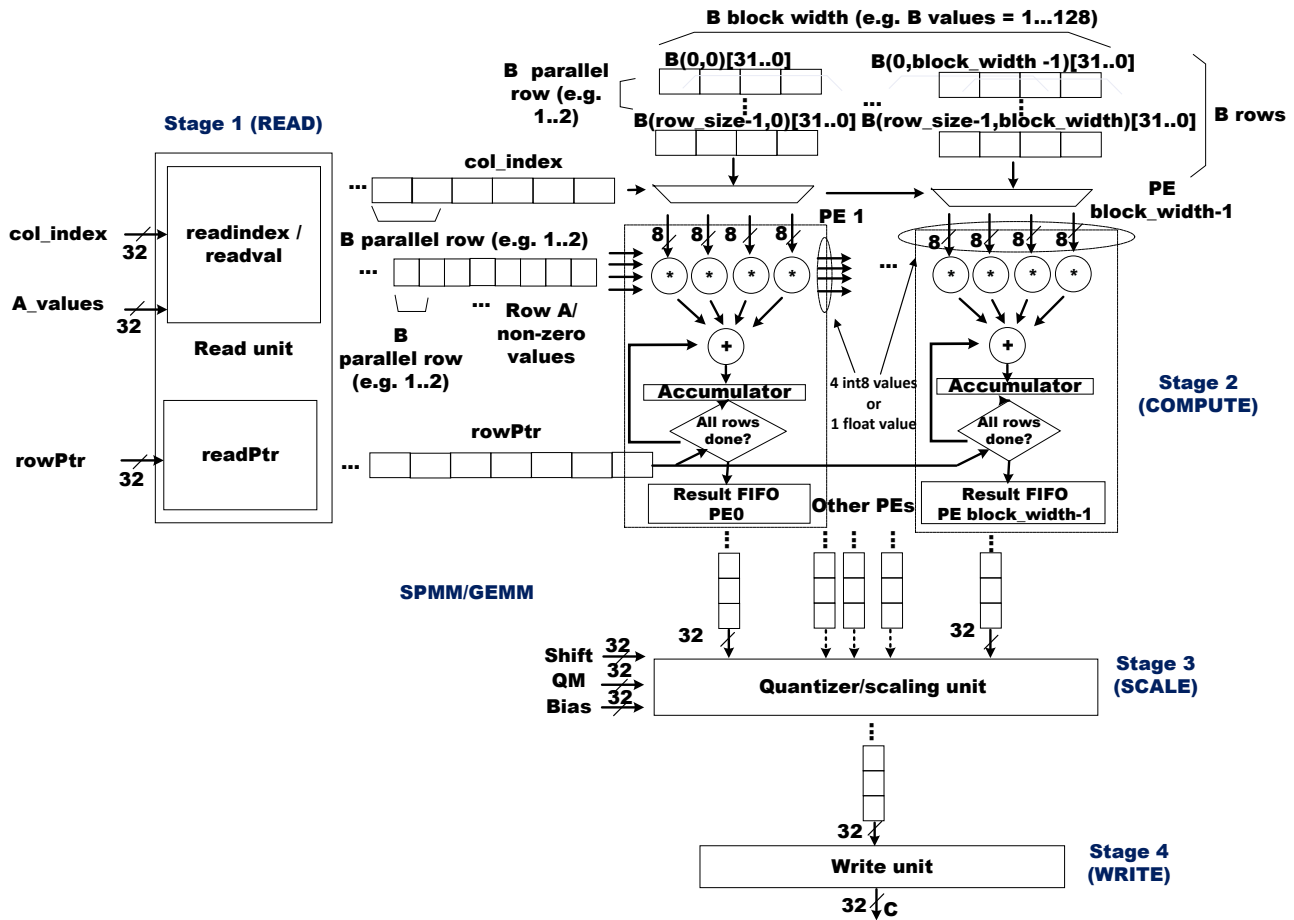 B block width (e.g. B values = 1...128)
B(0,0)[31..0]
B(0,block_width -1)[31..0]
B parallel
row (e.g.
1..2)
...
B(row_size-1,0)[31..0]
B(row_size-1,block_width)[31..0]
B rows
Stage 1 (READ)
col_index
...
PE
block_width-1
PE 1
col_index
32
readindex /
readval
B parallel row (e.g. 1..2)
8 8 8 8
8 8 8 8
...
* * * *
...
* * * *
A_values
32
...
Row A/
non-zero
values
Read unit
B
parallel row
(e.g. 1..2)
+
+
4 int8 values
or
1 float value
Accumulator
Accumulator
Stage 2
(COMPUTE)
All rows
done?
All rows
done?
rowPtr
rowPtr
32
readPtr
...
Result FIFO
PE0
Other PEs
Result FIFO
PE block_width-1
SPMM/GEMM
32
32
Shift
32
QM
32
Bias
32
Quantizer/scaling unit
Stage 3
(SCALE)
32
Write unit
Stage 4
(WRITE)
32
C